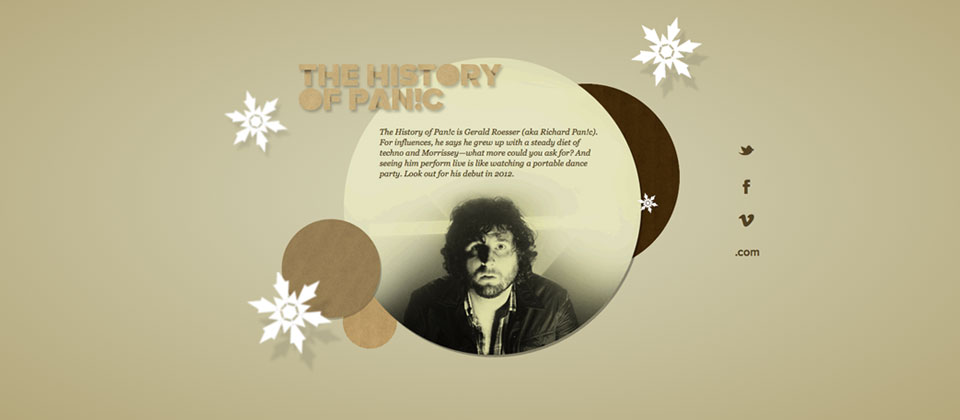 THE HISTORY
OF PAN!C
The History of Pan!c is Gerald Roesser (aka Richard Pan!c).
For influences, he says he grew up with a steady diet of
techno and Morrissey—what more could you ask for? And
seeing him perform live is like watching a portable dance
party. Look out for his debut in 2012.
.com